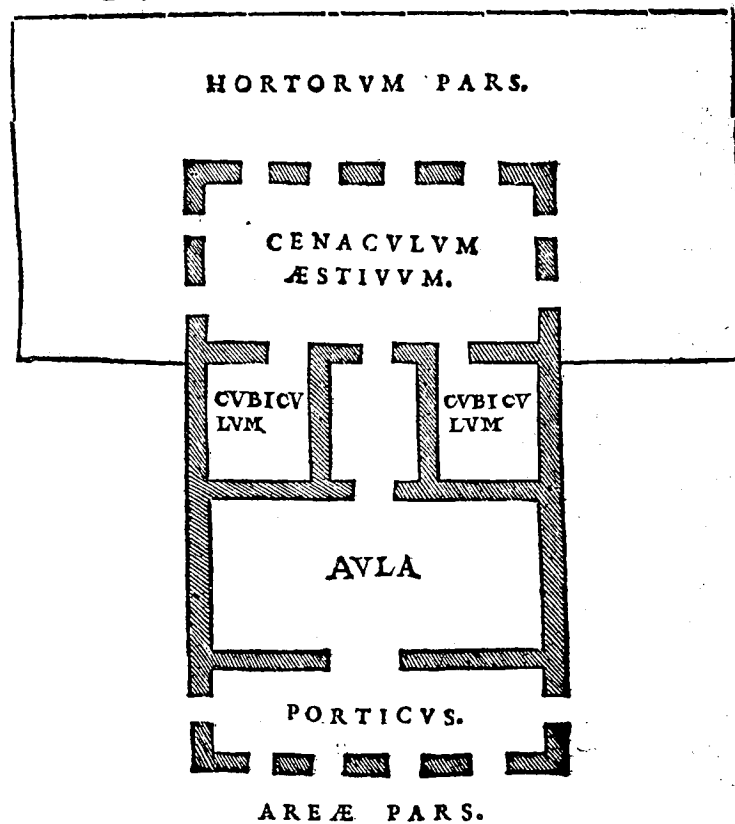 HORTORVM PARS.
CENACVLVM
ÆSTIVVM.
CVBICV
LVM
CVBICV
LVM
AVLA
PORTICVS.
AREÆ PARS.